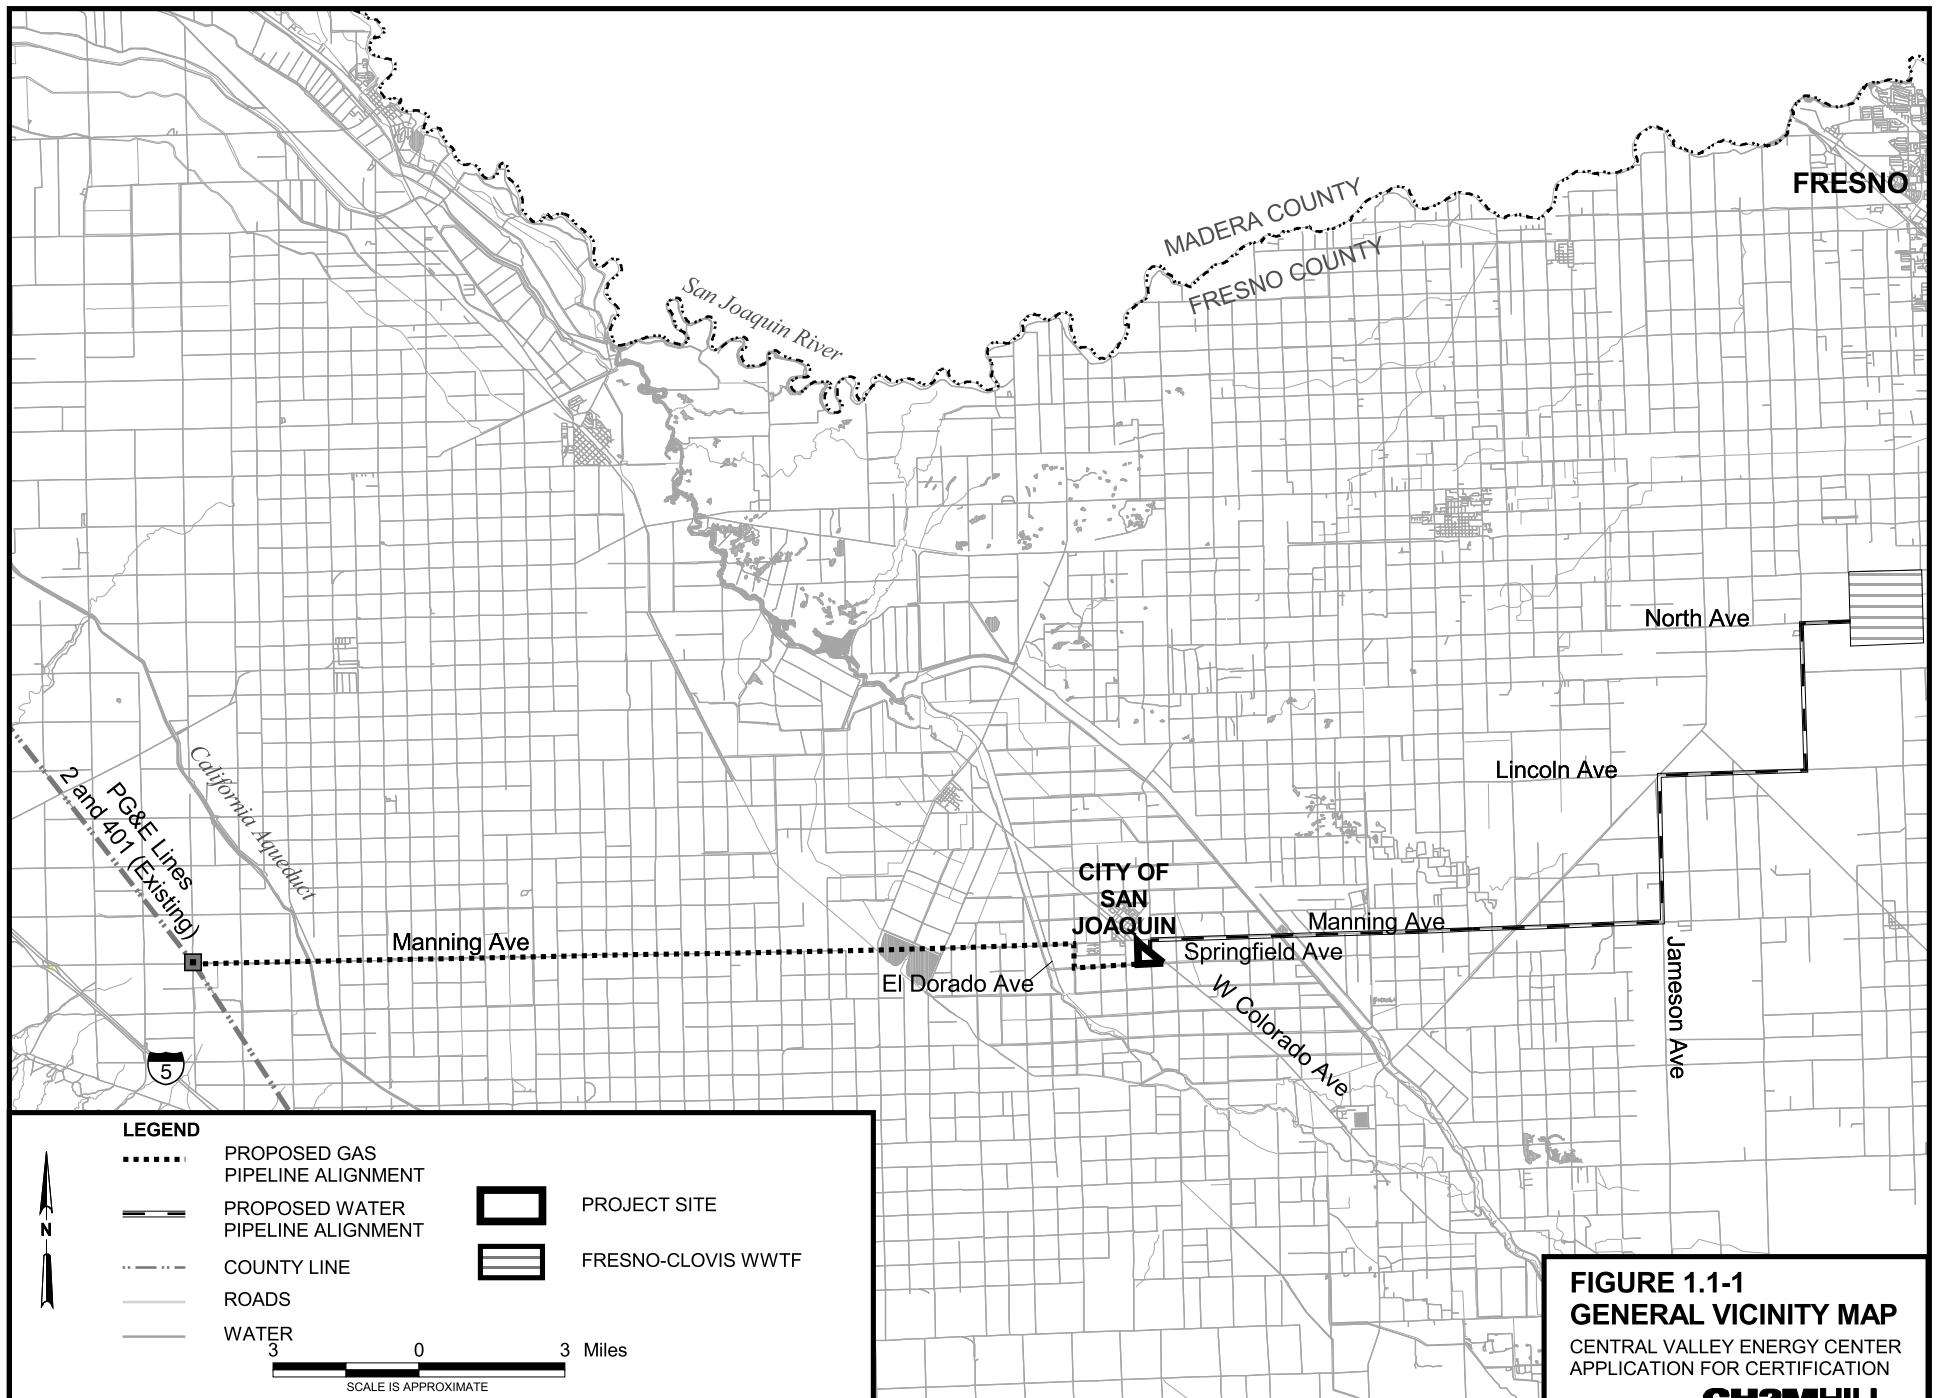 FRESNO
MADERA COUNTY
FRESNO COUNTY
San Joaquin River
North Ave
Lincoln Ave
California Aqueduct
PG&E Lines
2 and 401 (Existing)
CITY OF
SAN
JOAQUIN
Manning Ave
Manning Ave
Springfield Ave
El Dorado Ave
W Colorado Ave
Jameson Ave
5
LEGEND
PROPOSED GAS
PIPELINE ALIGNMENT
PROPOSED WATER
PIPELINE ALIGNMENT
COUNTY LINE
ROADS
WATER
PROJECT SITE
FRESNO-CLOVIS WWTF
N
3 0 3 Miles
SCALE IS APPROXIMATE
FIGURE 1.1-1
GENERAL VICINITY MAP
CENTRAL VALLEY ENERGY CENTER
APPLICATION FOR CERTIFICATION
CH2MHILL